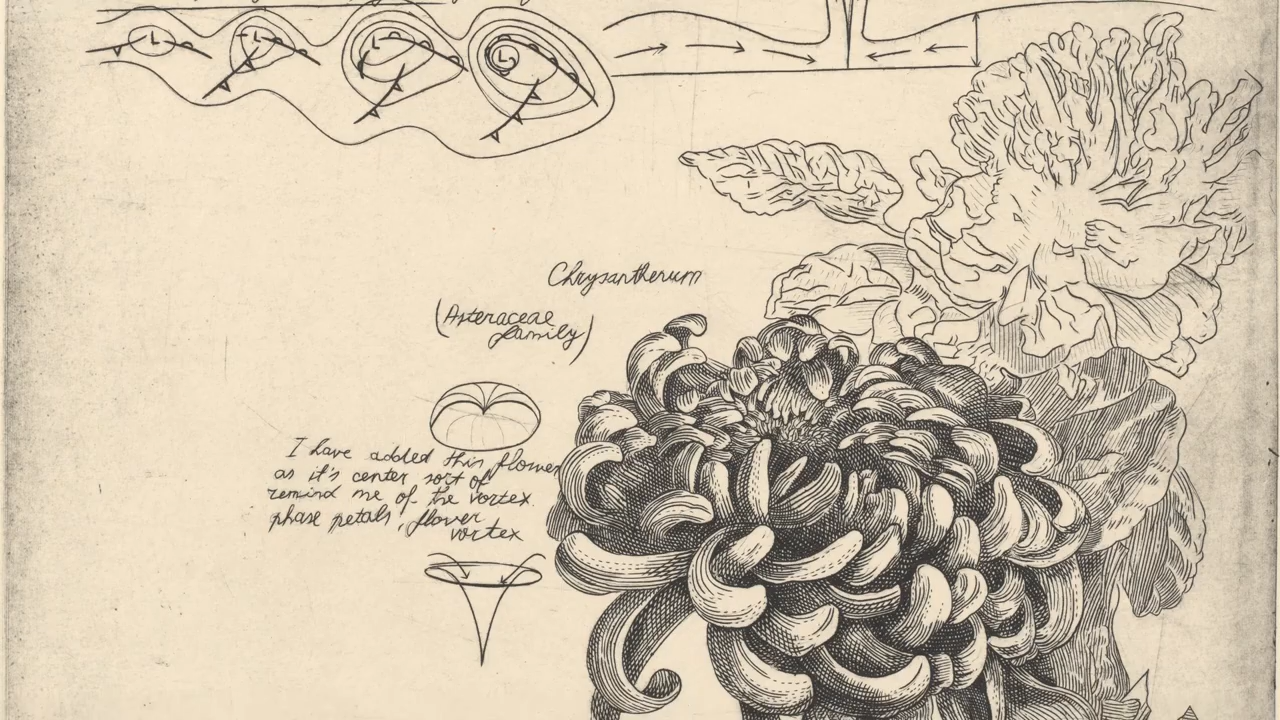 Chrysantherum
(Asteraceae
family)
I have added this flower
as it's center sort of
remind me of the vortex.
phase petals, flower
vortex
L
L
L
L